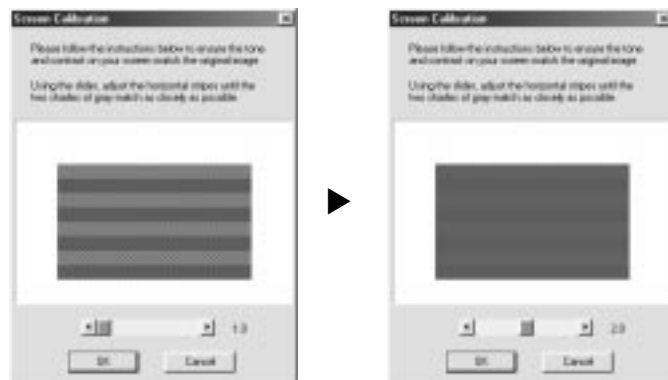 Screen Calibration
Please follow the instructions below to ensure the tone
and contrast on your screen match the original image.
Using the slider, adjust the horizontal stripes until the
two shades of gray match as closely as possible.
1.0
OK
Cancel
Screen Calibration
Please follow the instructions below to ensure the tone
and contrast on your screen match the original image.
Using the slider, adjust the horizontal stripes until the
two shades of gray match as closely as possible.
2.0
OK
Cancel